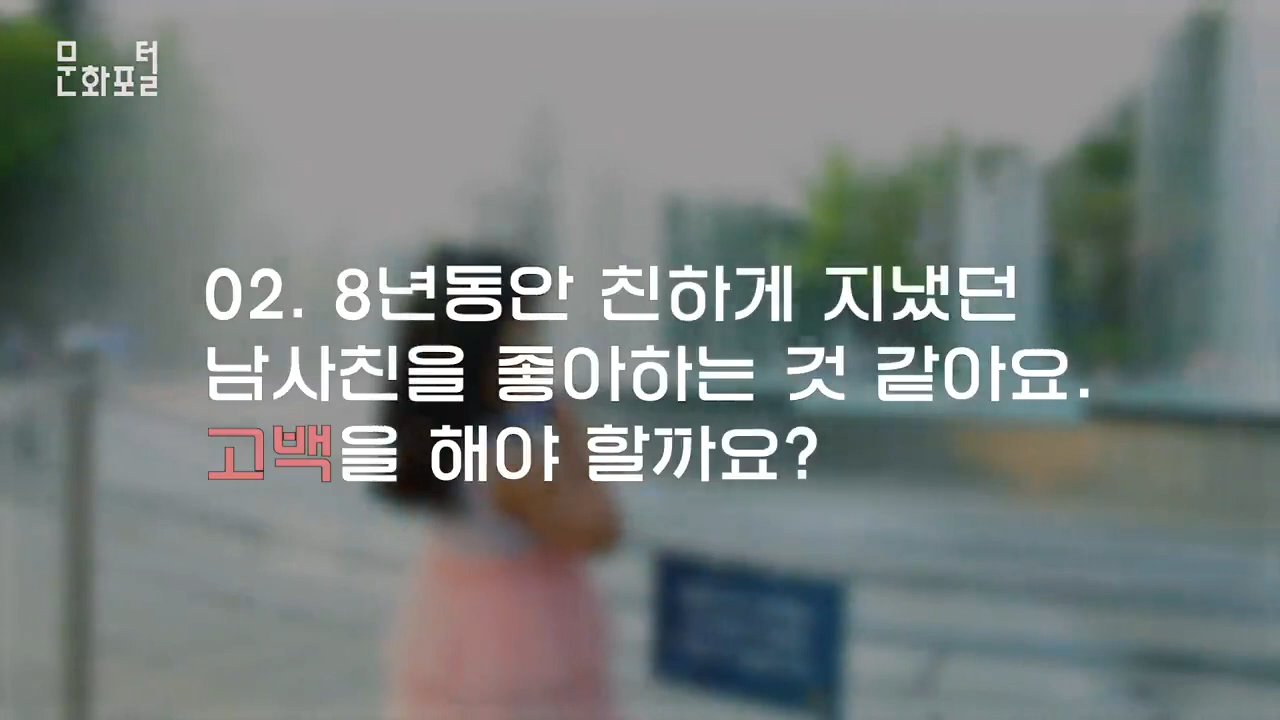 문화포털
02. 8년동안 친하게 지냈던
남사친을 좋아하는 것 같아요.
고백을 해야 할까요?